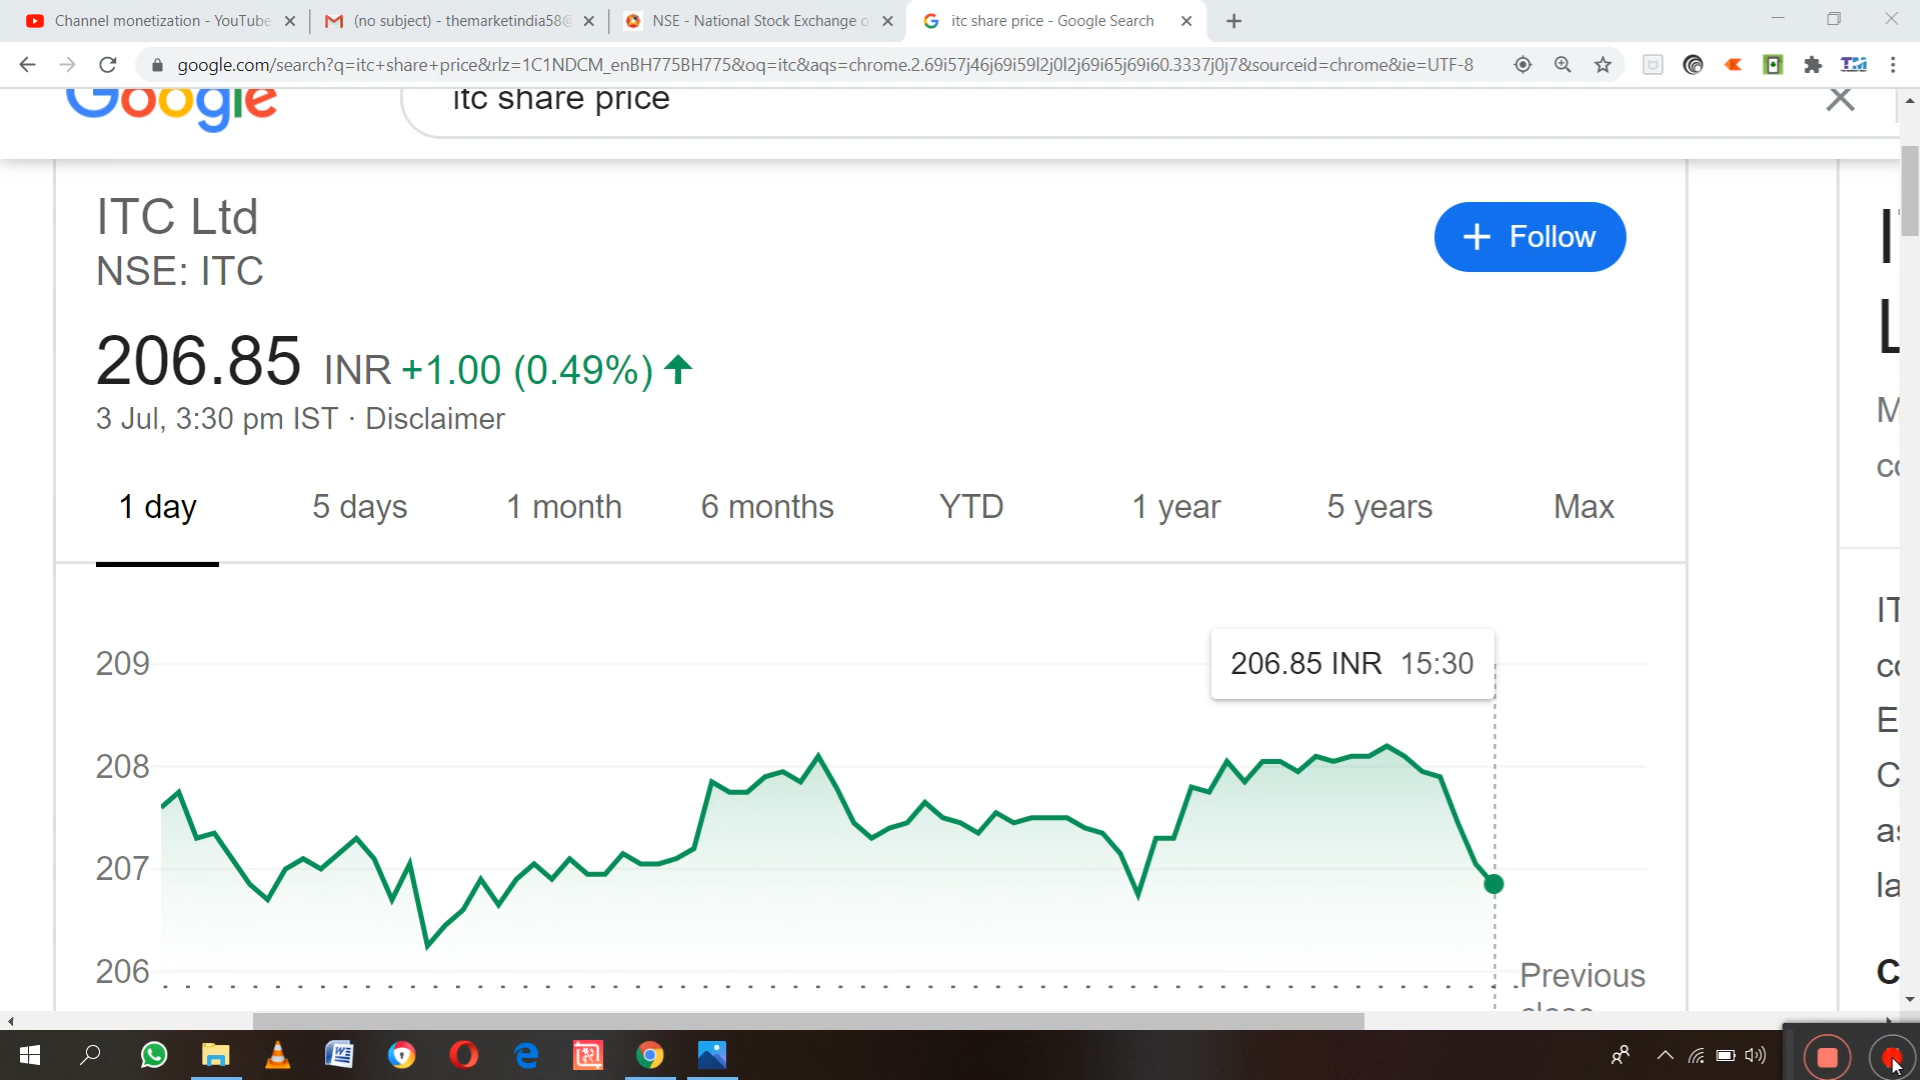 Channel monetization - YouTube
(no subject) - themarketindia58@
NSE - National Stock Exchange o
itc share price - Google Search
google.com/search?q=itc+share+price&rlz=1C1NDCM_enBH775BH775&oq=itc&aqs=chrome.2.69i57j46j69i59l2j0l2j69i65j69i60.3337j0j7&sourceid=chrome&ie=UTF-8
Google
itc share price
ITC Ltd
NSE: ITC
+ Follow
206.85 INR +1.00 (0.49%)
3 Jul, 3:30 pm IST · Disclaimer
1 day 5 days 1 month 6 months YTD 1 year 5 years Max
206.85 INR 15:30
209
208
207
206
Previous
close